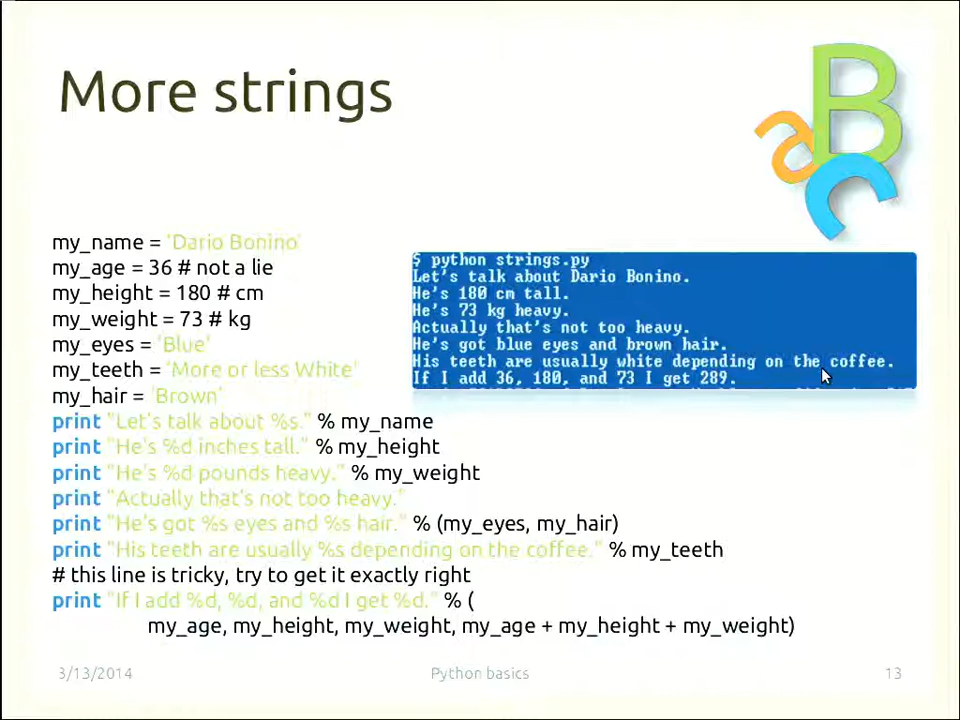 More strings
a
B
C
my_name = 'Dario Bonino'
my_age = 36 # not a lie
my_height = 180 # cm
my_weight = 73 # kg
my_eyes = 'Blue'
my_teeth = 'More or less White'
my_hair = 'Brown'
print "Let's talk about %s." % my_name
print "He's %d inches tall." % my_height
print "He's %d pounds heavy." % my_weight
print "Actually that's not too heavy."
print "He's got %s eyes and %s hair." % (my_eyes, my_hair)
print "His teeth are usually %s depending on the coffee." % my_teeth
# this line is tricky, try to get it exactly right
print "If I add %d, %d, and %d I get %d." % (
my_age, my_height, my_weight, my_age + my_height + my_weight)
$ python strings.py
Let's talk about Dario Bonino.
He's 180 cm tall.
He's 73 kg heavy.
Actually that's not too heavy.
He's got blue eyes and brown hair.
His teeth are usually white depending on the coffee.
If I add 36, 180, and 73 I get 289.
3/13/2014
Python basics
13